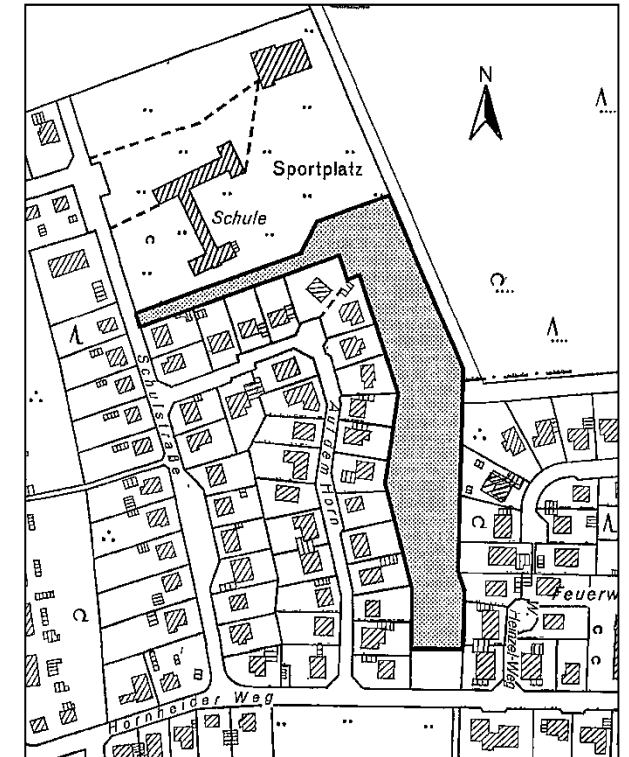 N
Sportplatz
Schule
Schulstraße
Auf dem Horn
Feuerw
W.-Heinzel-Weg
Hornheider Weg